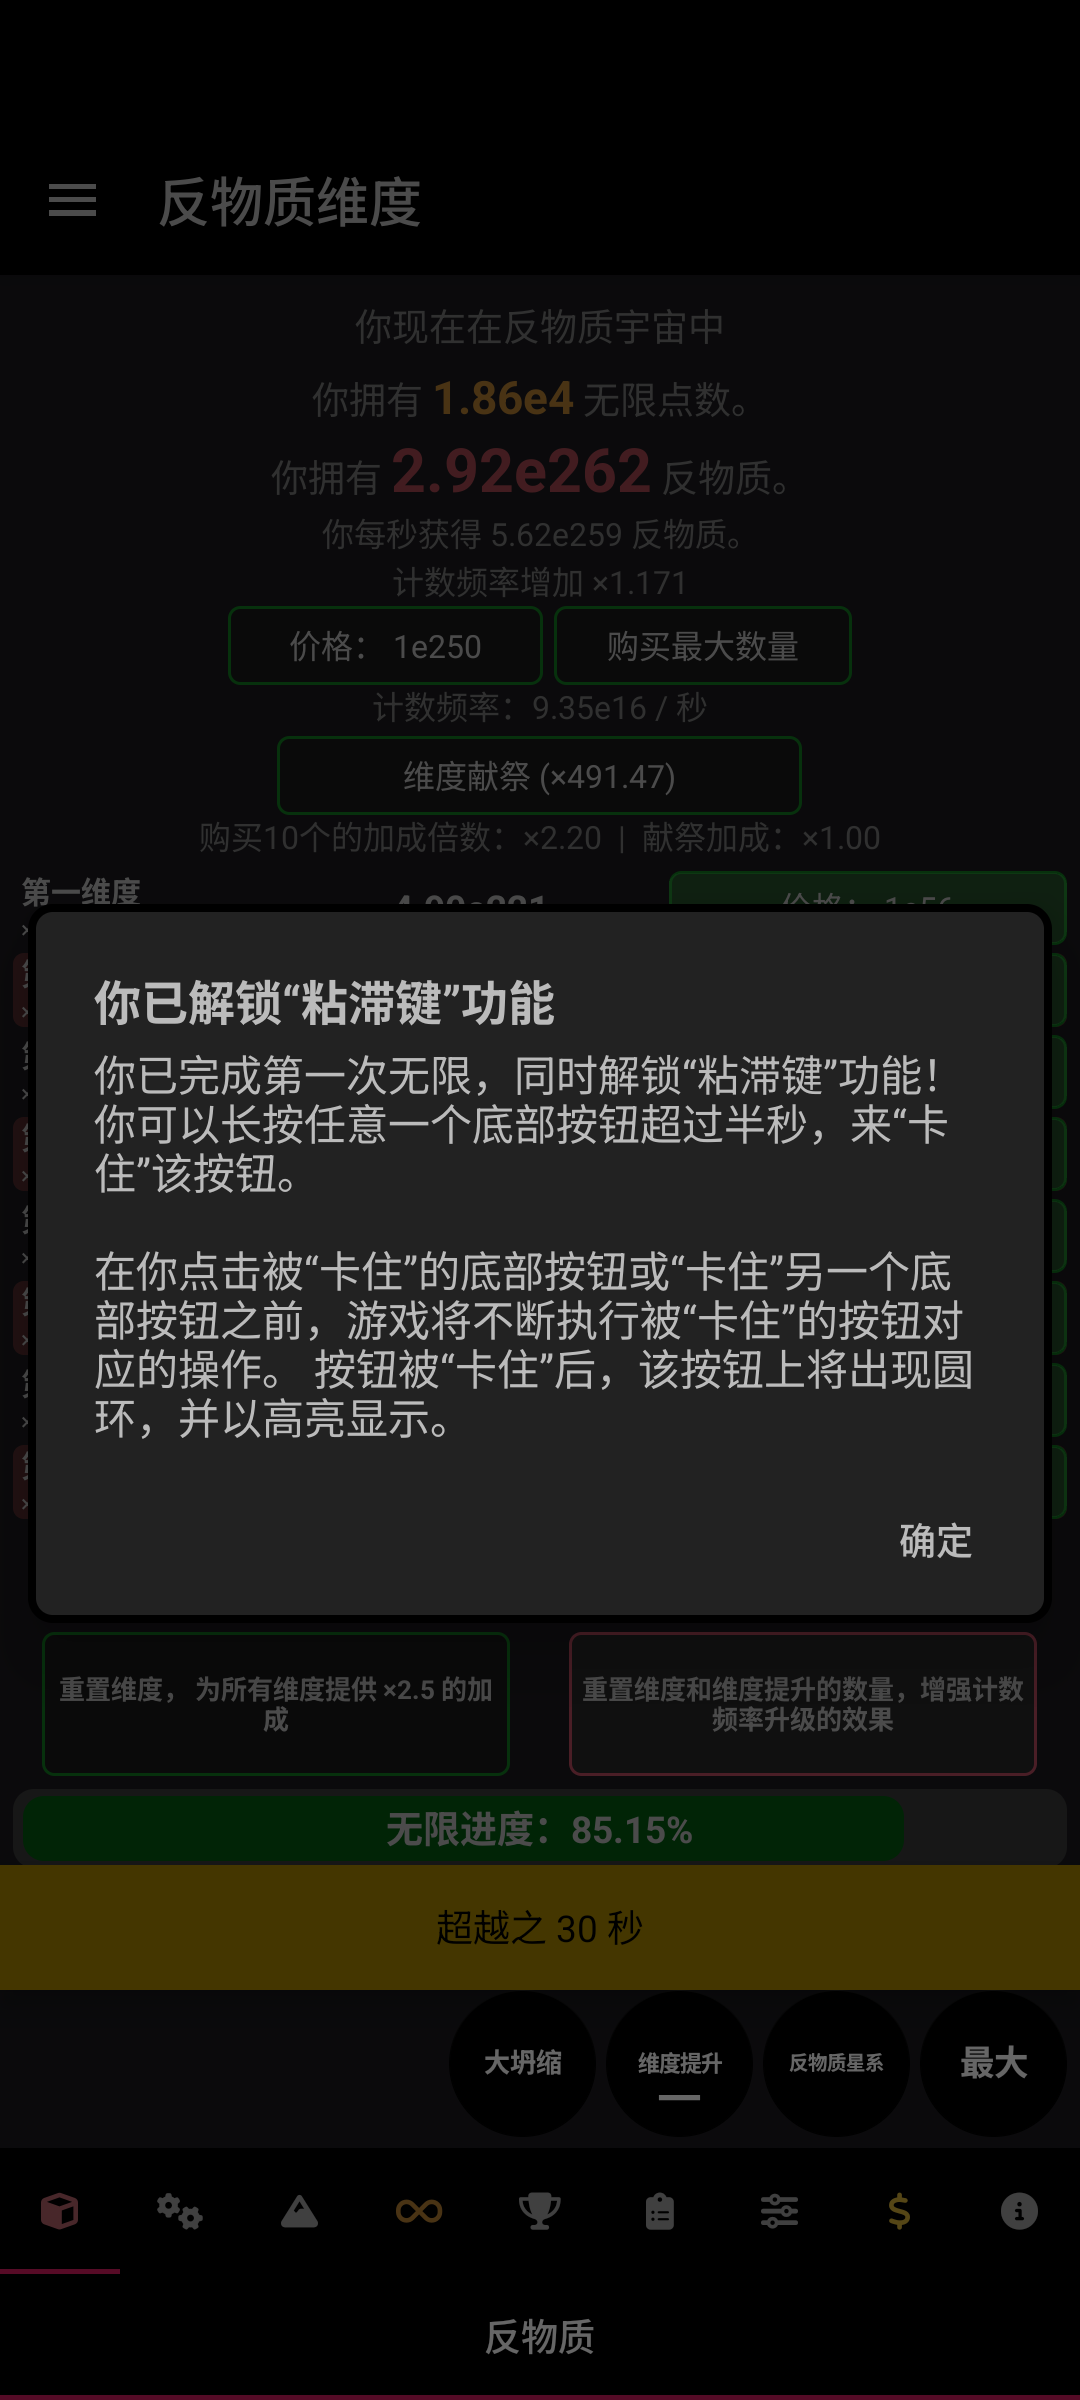 反物质维度
你现在在反物质宇宙中
你拥有 1.86e4 无限点数。
你拥有 2.92e262 反物质。
你每秒获得 5.62e259 反物质。
计数频率增加 ×1.171
价格： 1e250
购买最大数量
计数频率：9.35e16 / 秒
维度献祭 (×491.47)
购买10个的加成倍数：×2.20 | 献祭加成：×1.00
第一维度
你已解锁“粘滞键”功能
你已完成第一次无限，同时解锁“粘滞键”功能！
你可以长按任意一个底部按钮超过半秒，来“卡
住”该按钮。
在你点击被“卡住”的底部按钮或“卡住”另一个底
部按钮之前，游戏将不断执行被“卡住”的按钮对
应的操作。 按钮被“卡住”后，该按钮上将出现圆
环，并以高亮显示。
确定
重置维度， 为所有维度提供 ×2.5 的加
成
重置维度和维度提升的数量，增强计数
频率升级的效果
无限进度：85.15%
超越之 30 秒
大坍缩
维度提升
反物质星系
最大
反物质